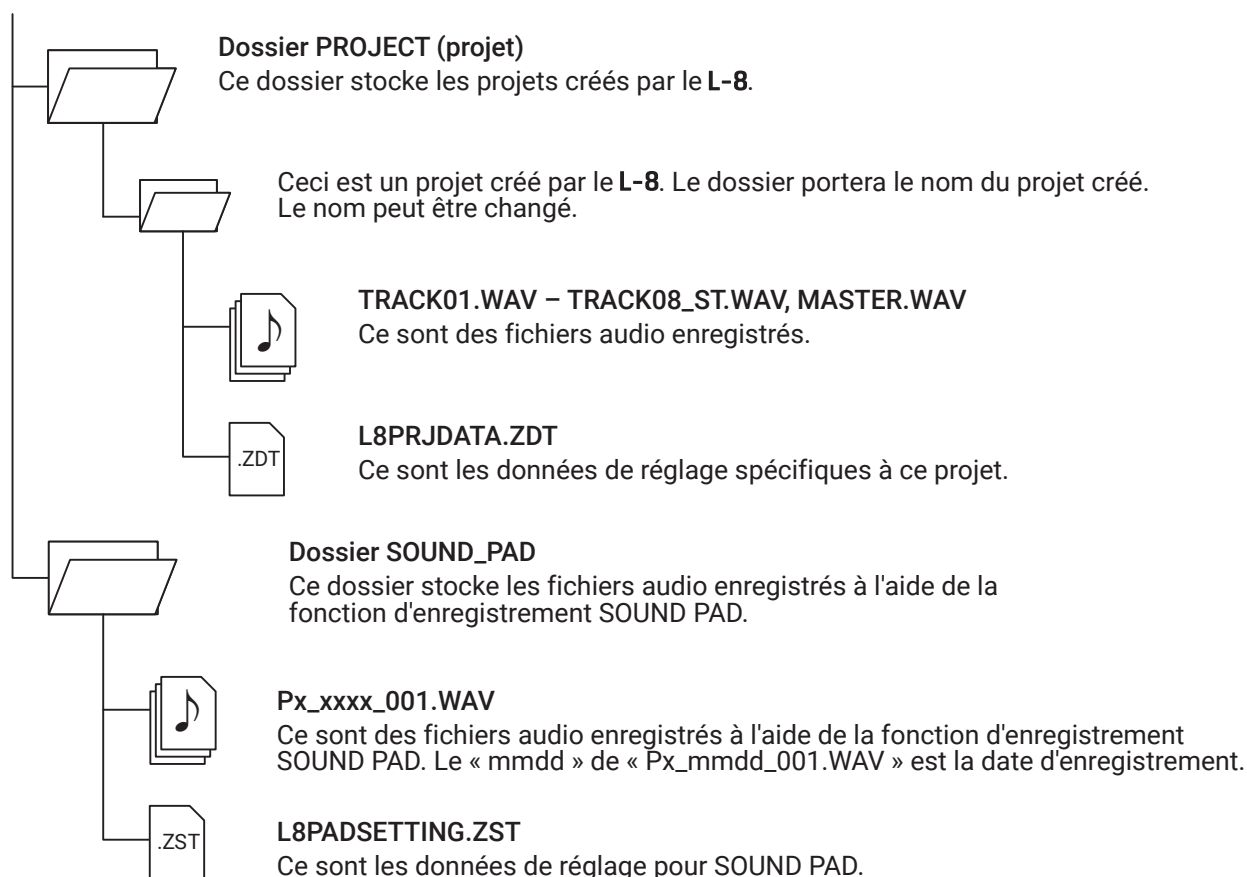 Dossier PROJECT (projet)
Ce dossier stocke les projets créés par le L-8.
Ceci est un projet créé par le L-8. Le dossier portera le nom du projet créé.
Le nom peut être changé.
TRACK01.WAV – TRACK08_ST.WAV, MASTER.WAV
Ce sont des fichiers audio enregistrés.
L8PRJDATA.ZDT
.ZDT
Ce sont les données de réglage spécifiques à ce projet.
Dossier SOUND_PAD
Ce dossier stocke les fichiers audio enregistrés à l'aide de la
fonction d'enregistrement SOUND PAD.
Px_xxxx_001.WAV
Ce sont des fichiers audio enregistrés à l'aide de la fonction d'enregistrement
SOUND PAD. Le « mmdd » de « Px_mmdd_001.WAV » est la date d'enregistrement.
L8PADSETTING.ZST
.ZST
Ce sont les données de réglage pour SOUND PAD.